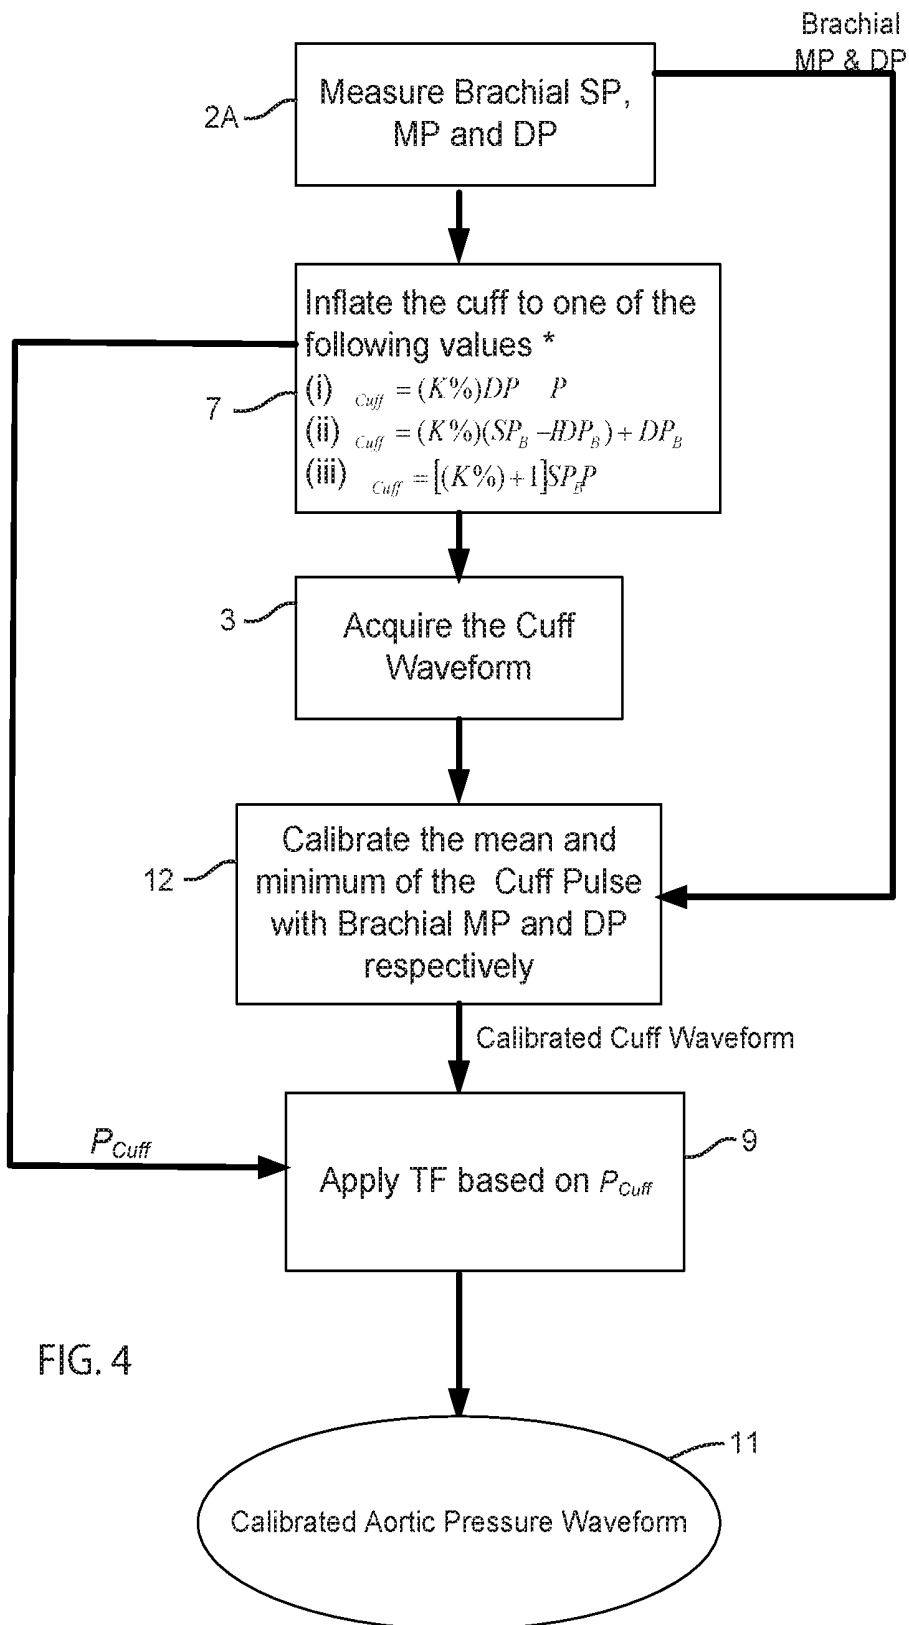 Brachial
MP & DP
2A
Measure Brachial SP,
MP and DP
Inflate the cuff to one of the
following values *
7
(i) Cuff = (K%)DP P
(ii) Cuff = (K%)(SP_B – DP_B) + DP_B
(iii) Cuff = [(K%) + 1]SP_B P
3
Acquire the Cuff
Waveform
12
Calibrate the mean and
minimum of the Cuff Pulse
with Brachial MP and DP
respectively
Calibrated Cuff Waveform
P_Cuff
9
Apply TF based on P_Cuff
FIG. 4
11
Calibrated Aortic Pressure Waveform